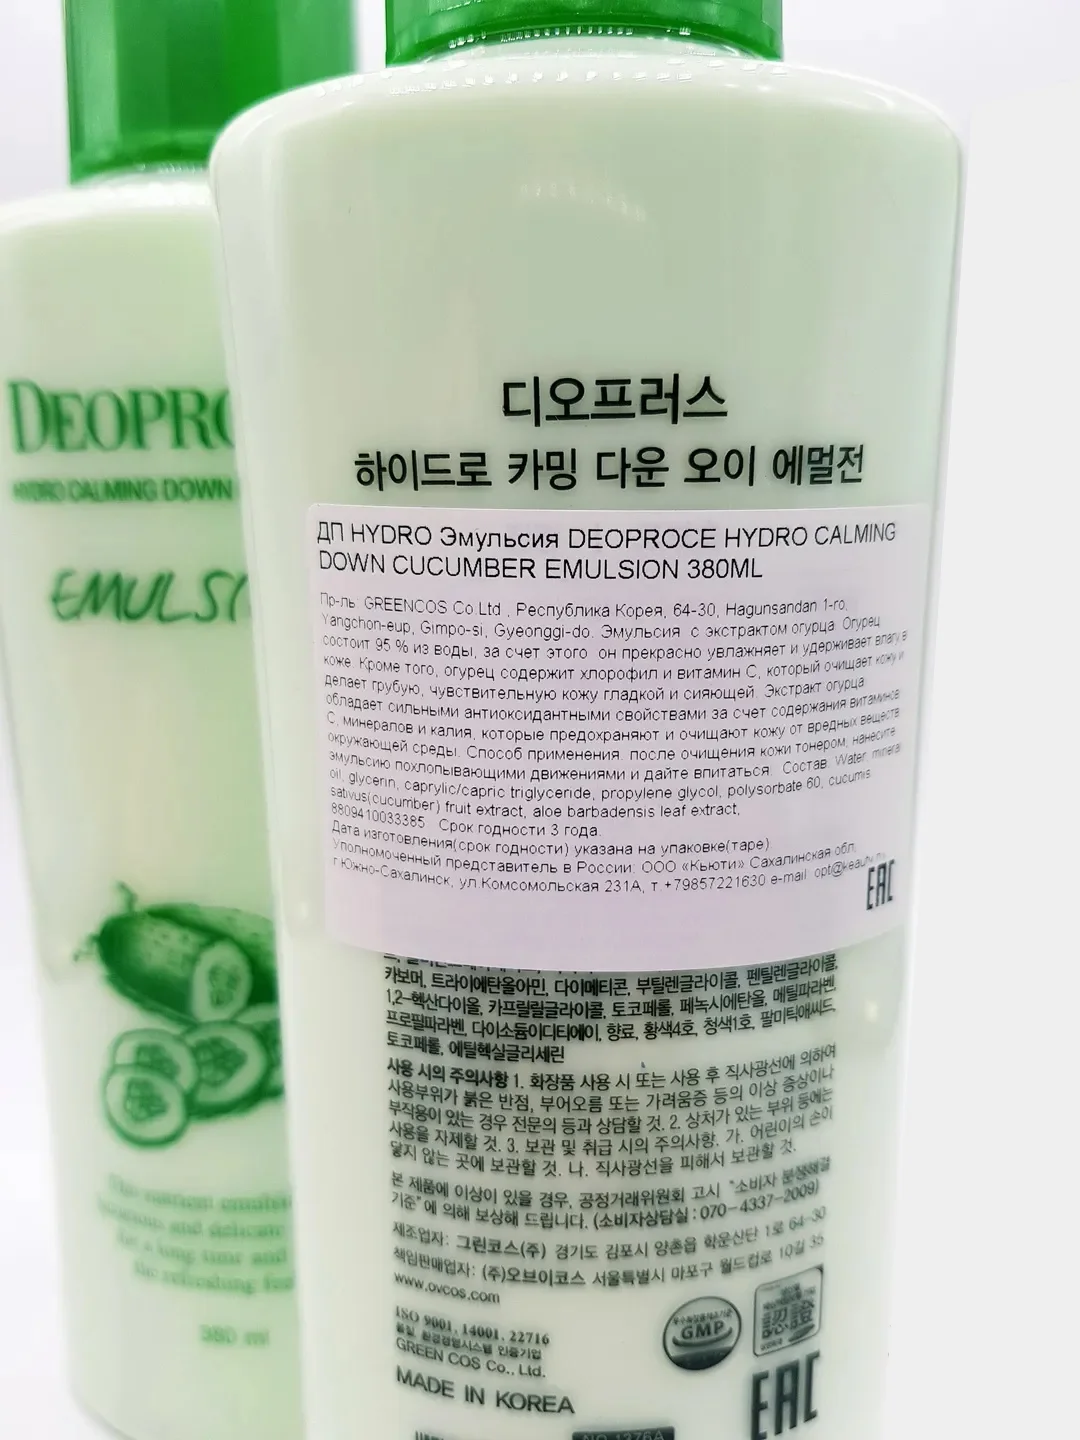 DEOPRO
HYDRO CALMING DOWN
EMULSI
380 ml
디오프러스
하이드로 카밍 다운 오이 에멀전
ДП HYDRO Эмульсия DEOPROCE HYDRO CALMING
DOWN CUCUMBER EMULSION 380ML
Пр-ль: GREENCOS Co.Ltd , Республика Корея, 64-30, Hagunsandan 1-ro,
Yangchon-eup, Gimpo-si, Gyeonggi-do. Эмульсия с экстрактом огурца. Огурец
состоит 95 % из воды, за счет этого он прекрасно увлажняет и удерживает влагу в
коже. Кроме того, огурец содержит хлорофил и витамин С, который очищает кожу и
делает грубую, чувствительную кожу гладкой и сияющей. Экстракт огурца
обладает сильными антиоксидантными свойствами за счет содержания витаминов
С, минералов и калия, которые предохраняют и очищают кожу от вредных веществ
окружающей среды. Способ применения: после очищения кожи тонером, нанесите
эмульсию похлопывающими движениями и дайте впитаться. Состав: Water, mineral
oil, glycerin, caprylic/capric triglyceride, propylene glycol, polysorbate 60, cucumis
sativus(cucumber) fruit extract, aloe barbadensis leaf extract,
8809410033385 Срок годности 3 года.
Дата изготовления(срок годности) указана на упаковке(таре).
Уполномоченный представитель в России: ООО «Кьюти» Сахалинская обл,
г.Южно-Сахалинск, ул.Комсомольская 231А, т.+79857221630 e-mail:
EAC
카보머, 트라이에탄올아민, 다이메티콘, 부틸렌글라이콜, 펜틸렌글라이콜,
1,2-헥산다이올, 카프릴릴글라이콜, 토코페롤, 페녹시에탄올, 메틸파라벤,
프로필파라벤, 다이소듐이디티에이, 향료, 황색4호, 청색1호, 팔미틱애씨드,
토코페롤, 에틸헥실글리세린
사용 시의 주의사항 1. 화장품 사용 시 또는 사용 후 직사광선에 의하여
사용부위가 붉은 반점, 부어오름 또는 가려움증 등의 이상 증상이나
부작용이 있는 경우 전문의 등과 상담할 것. 2. 상처가 있는 부위 등에는
사용을 자제할 것. 3. 보관 및 취급 시의 주의사항, 가. 어린이의 손이
닿지 않는 곳에 보관할 것. 나. 직사광선을 피해서 보관할 것.
본 제품에 이상이 있을 경우, 공정거래위원회 고시 "소비자 분쟁해결
기준"에 의해 보상해 드립니다. (소비자상담실 : 070-4337-2009)
제조업자: 그린코스(주) 경기도 김포시 양촌읍 학운산단 1로 64-30
책임판매업자: (주)오브이코스 서울특별시 마포구 월드컵로 10길 35
www.ovcos.com
ISO 9001, 14001, 22716
품질, 환경경영시스템 인증기업
GREEN COS Co., Ltd.
GMP
認證
MADE IN KOREA
EAC